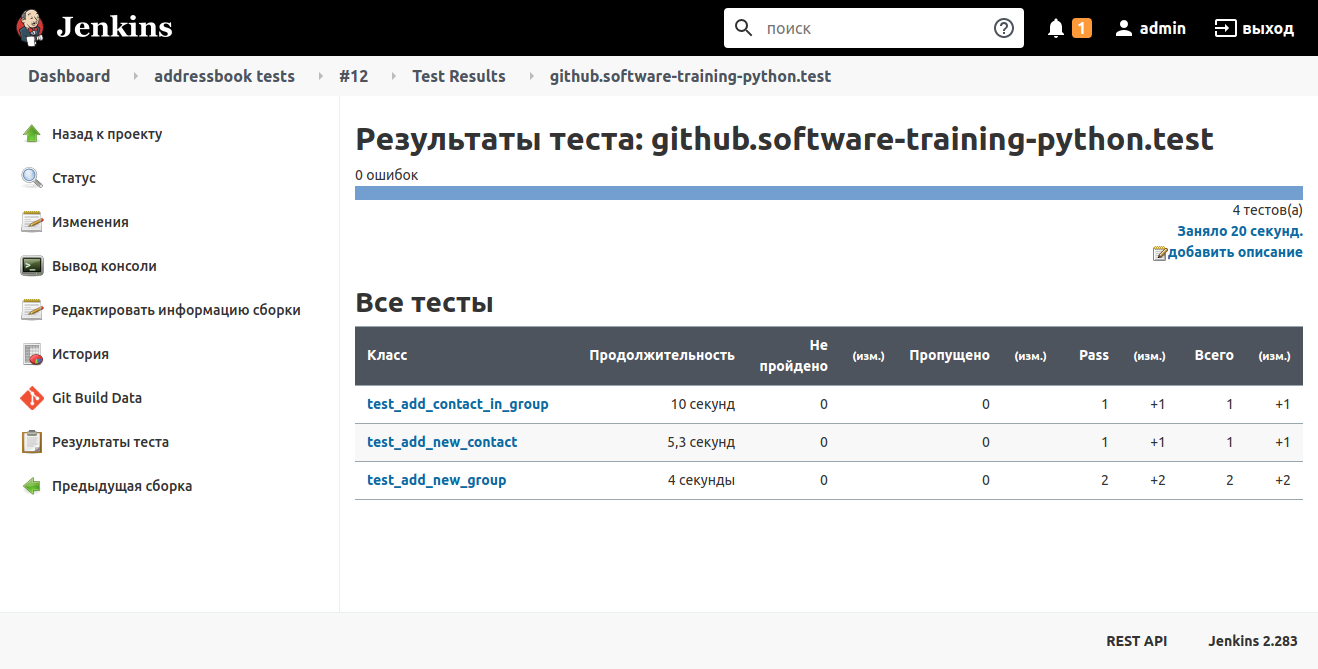 Jenkins
поиск
1
admin
выход
Dashboard
addressbook tests
#12
Test Results
github.software-training-python.test
Назад к проекту
Статус
Изменения
Вывод консоли
Редактировать информацию сборки
История
Git Build Data
Результаты теста
Предыдущая сборка
Результаты теста: github.software-training-python.test
0 ошибок
4 тестов(а)
Заняло 20 секунд.
добавить описание
Все тесты
Класс Продолжительность Не пройдено (изм.) Пропущено (изм.) Pass (изм.) Всего (изм.)
test_add_contact_in_group 10 секунд 0 0 1 +1 1 +1
test_add_new_contact 5,3 секунд 0 0 1 +1 1 +1
test_add_new_group 4 секунды 0 0 2 +2 2 +2
REST API
Jenkins 2.283